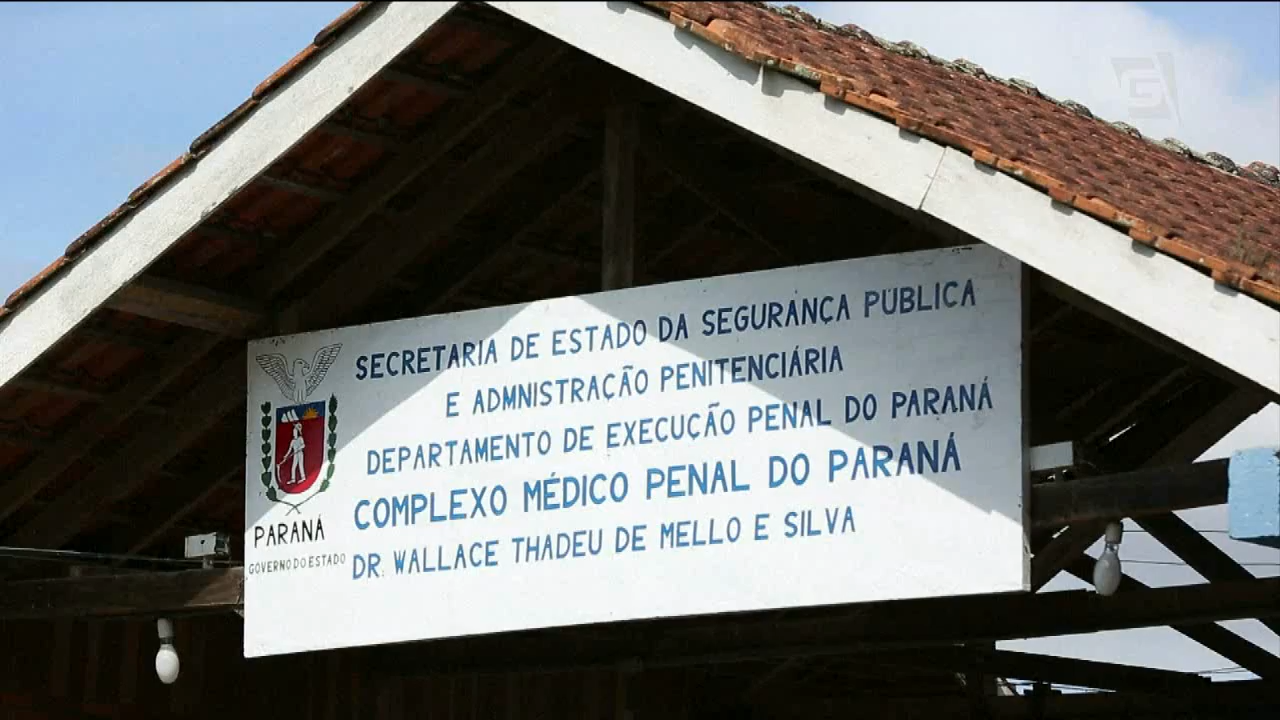 SECRETARIA DE ESTADO DA SEGURANÇA PÚBLICA
E ADMNISTRAÇÃO PENITENCIÁRIA
DEPARTAMENTO DE EXECUÇÃO PENAL DO PARANÁ
COMPLEXO MÉDICO PENAL DO PARANÁ
DR. WALLACE THADEU DE MELLO E SILVA
PARANÁ
GOVERNO DO ESTADO